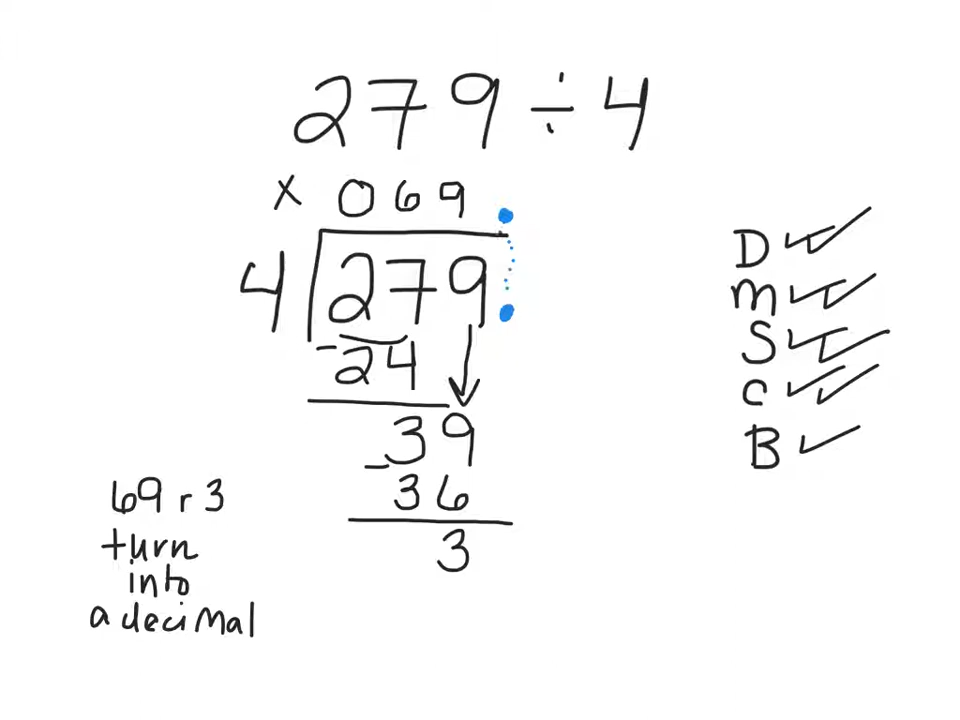 279 ÷ 4
x 069.
4 279.
-24
39
-36
3
D ✓✓
m ✓✓
S ✓✓
C ✓✓
B ✓
69 r 3
turn
into
a decimal